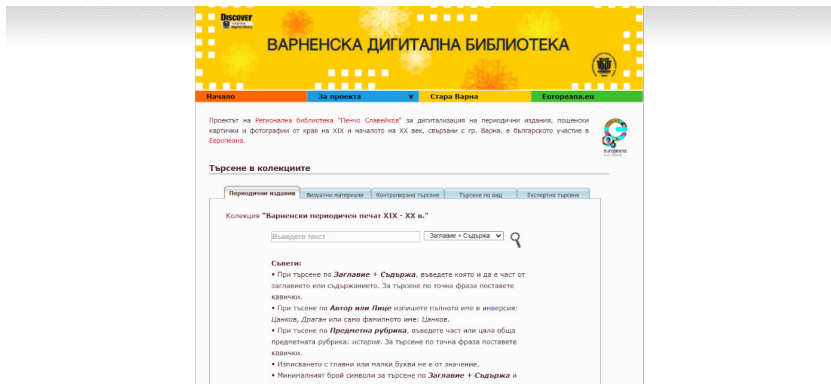 Discover
ВАРНЕНСКА ДИГИТАЛНА БИБЛИОТЕКА
Начало За проекта Стара Варна Europeana.eu
Проектът на Регионална библиотека "Пенчо Славейков" за дигитализация на периодични издания, пощенски
картички и фотографии от края на XIX и началото на XX век, свързани с гр. Варна, е българското участие в
Европеана.
europeana
Търсене в колекциите
Периодични издания Визуални материали Контролирано търсене Търсене по вид Експертно търсене
Колекция "Варненски периодичен печат XIX - XX в."
Въведете текст Заглавие + Съдържа
Съвети:
• При търсене по Заглавие + Съдържа, въведете която и да е част от
заглавието или съдържанието. За търсене по точна фраза поставете
кавички.
• При тъсене по Автор или Лице изпишете пълното име в инверсия:
Цанков, Драган или само фамилното име: Цанков.
• При тъсене по Предметна рубрика, въведете част или цяла обща
предметната рубрика: история. За търсене по точна фраза поставете
кавички.
• Изписването с главни или малки букви не е от значение.
• Минималният брой символи за търсене по Заглавие + Съдържа и